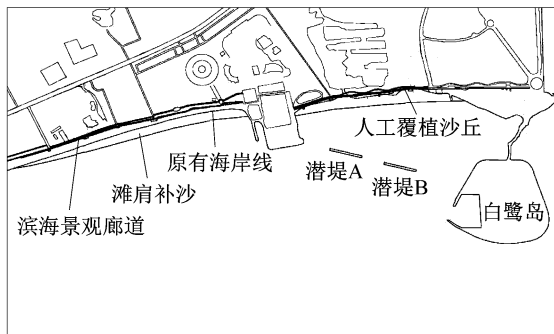 人工覆植沙丘
原有海岸线
潜堤A
潜堤B
滩肩补沙
白鹭岛
滨海景观廊道